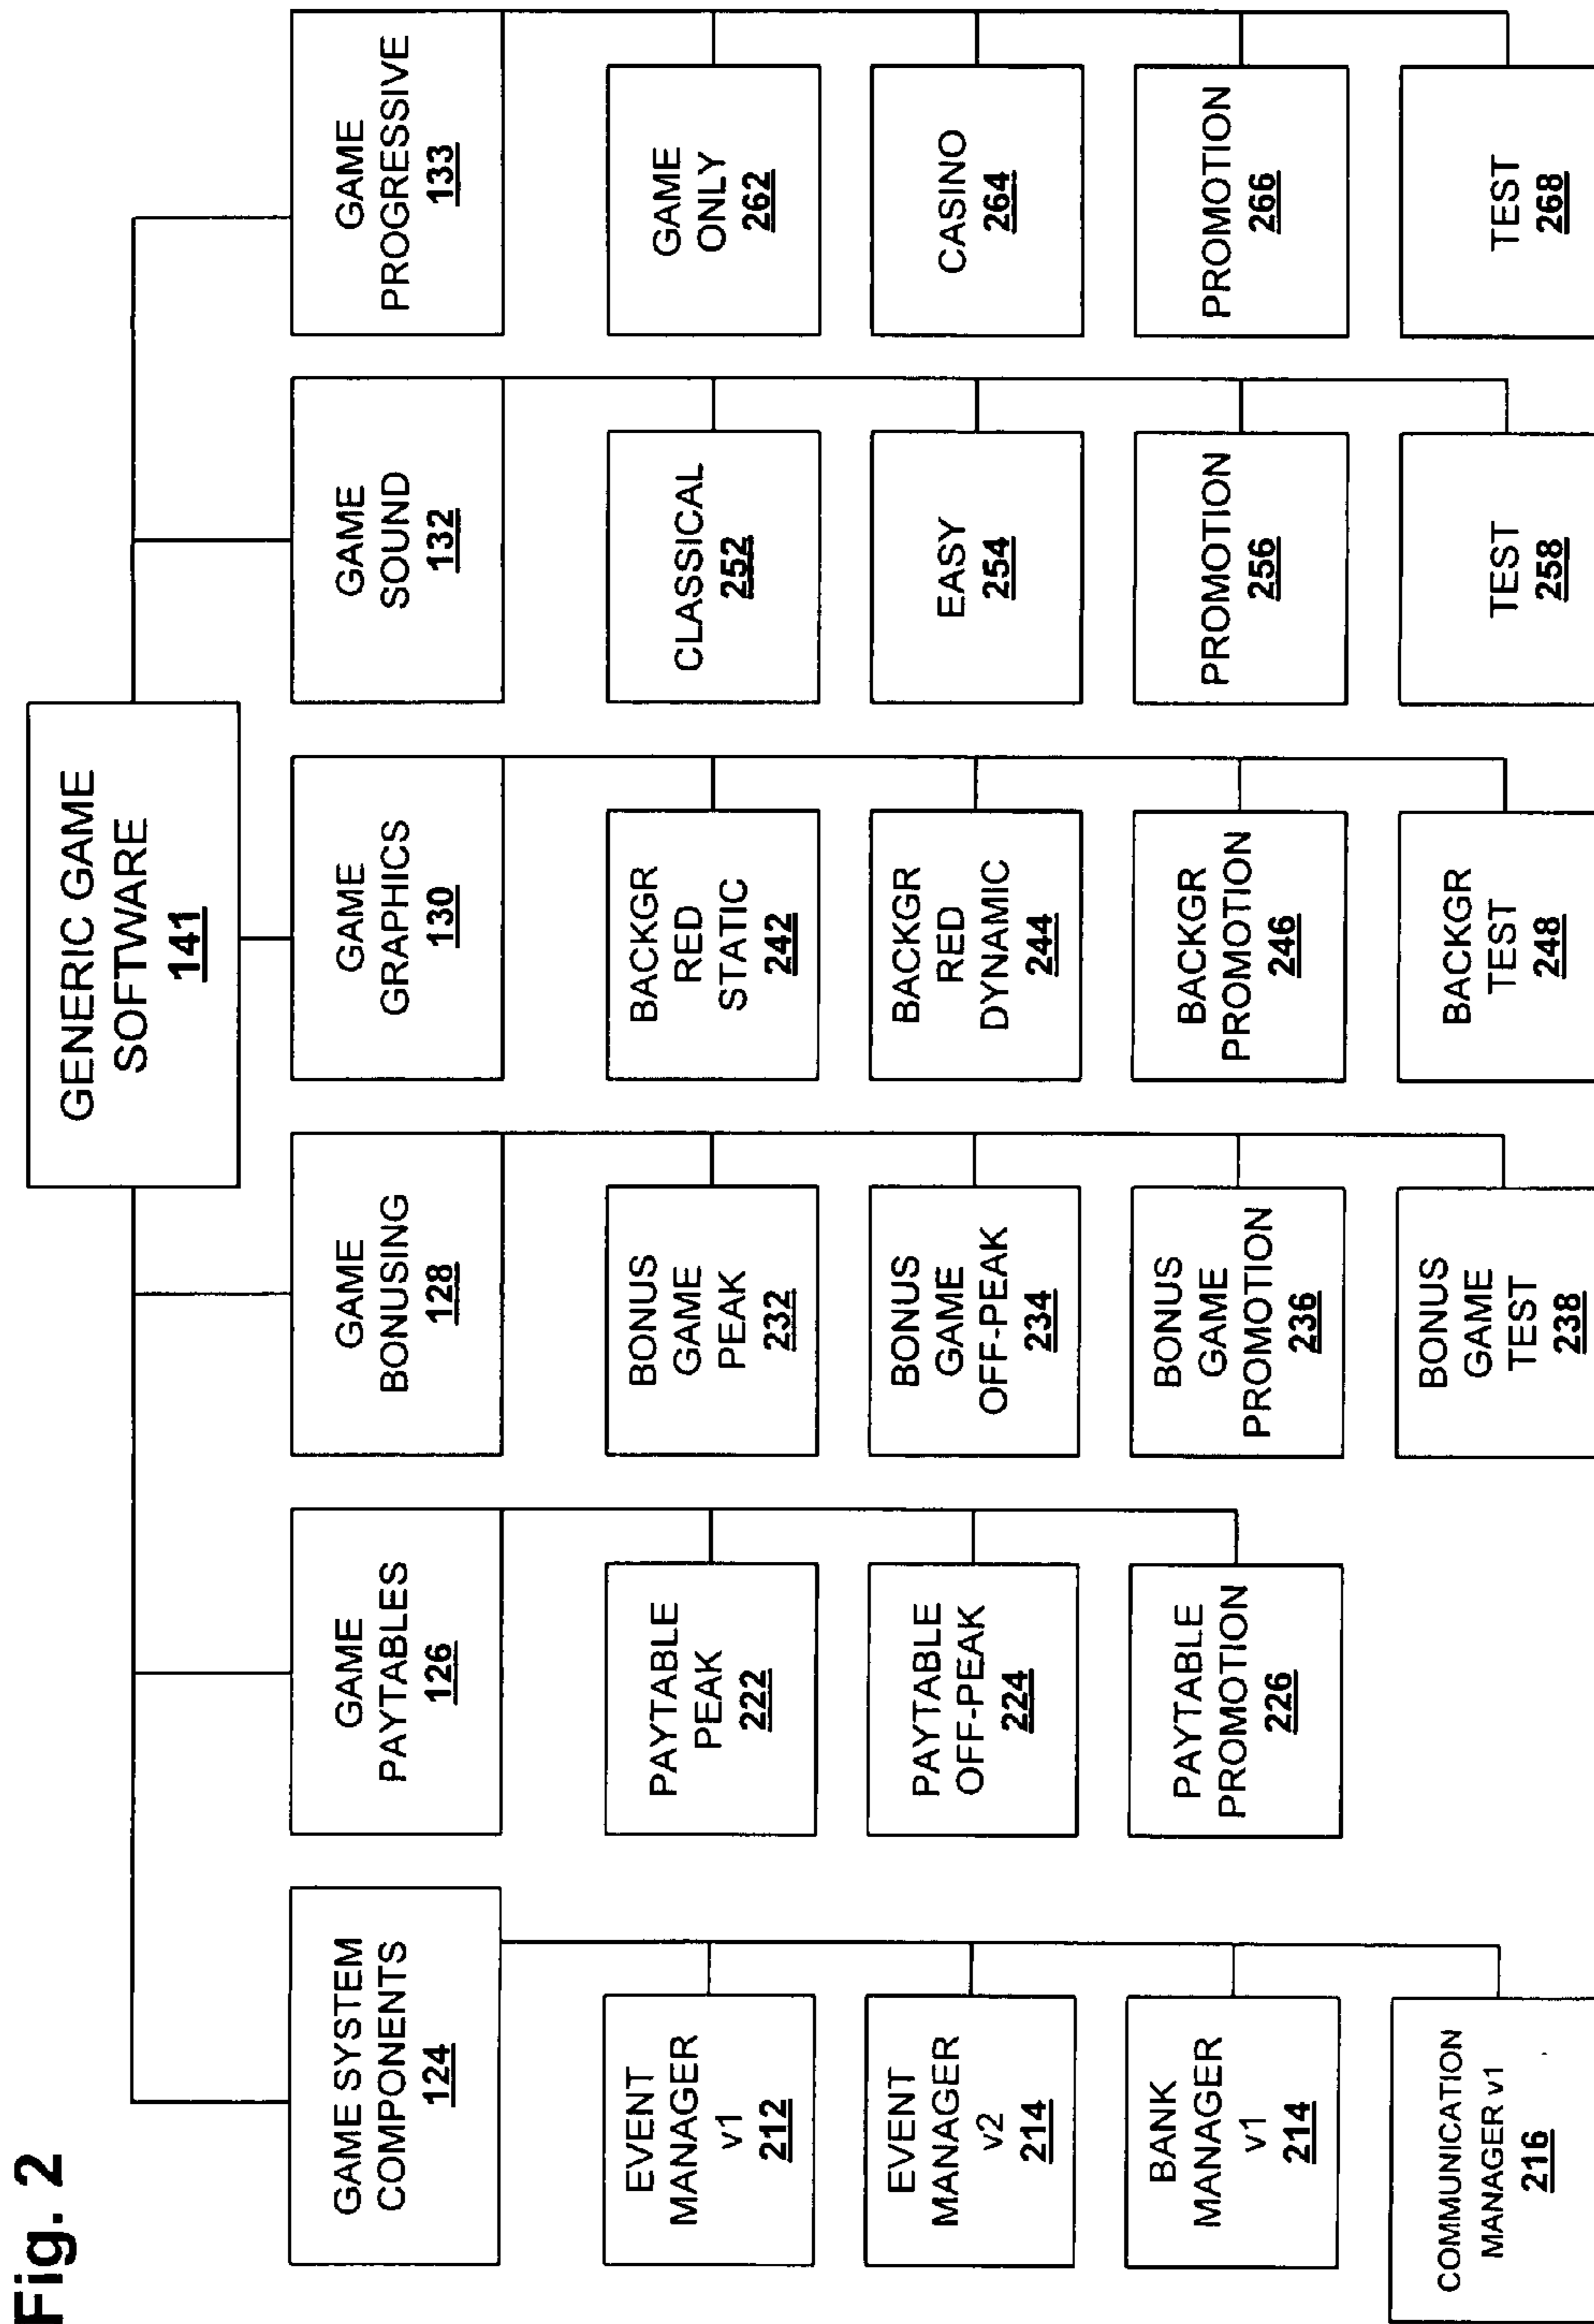 Fig. 2
GENERIC GAME
SOFTWARE
141
GAME SYSTEM
COMPONENTS
124
EVENT
MANAGER
v1
212
EVENT
MANAGER
v2
214
BANK
MANAGER
v1
214
COMMUNICATION
MANAGER v1
216
GAME
PAYTABLES
126
PAYTABLE
PEAK
222
PAYTABLE
OFF-PEAK
224
PAYTABLE
PROMOTION
226
GAME
BONUSING
128
BONUS
GAME
PEAK
232
BONUS
GAME
OFF-PEAK
234
BONUS
GAME
PROMOTION
236
BONUS
GAME
TEST
238
GAME
GRAPHICS
130
BACKGR
RED
STATIC
242
BACKGR
RED
DYNAMIC
244
BACKGR
PROMOTION
246
BACKGR
TEST
248
GAME
SOUND
132
CLASSICAL
252
EASY
254
PROMOTION
256
TEST
258
GAME
PROGRESSIVE
133
GAME
ONLY
262
CASINO
264
PROMOTION
266
TEST
268